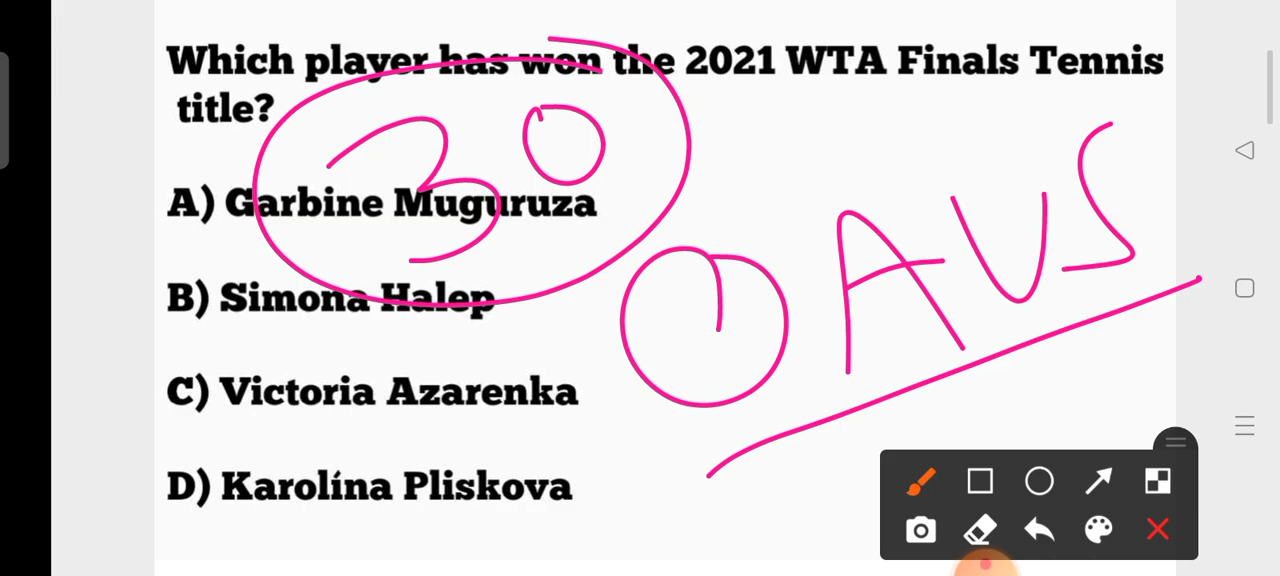 Which player has won the 2021 WTA Finals Tennis
title?
30
A) Garbine Muguruza
AUS
B) Simona Halep
C) Victoria Azarenka
D) Karolína Pliskova